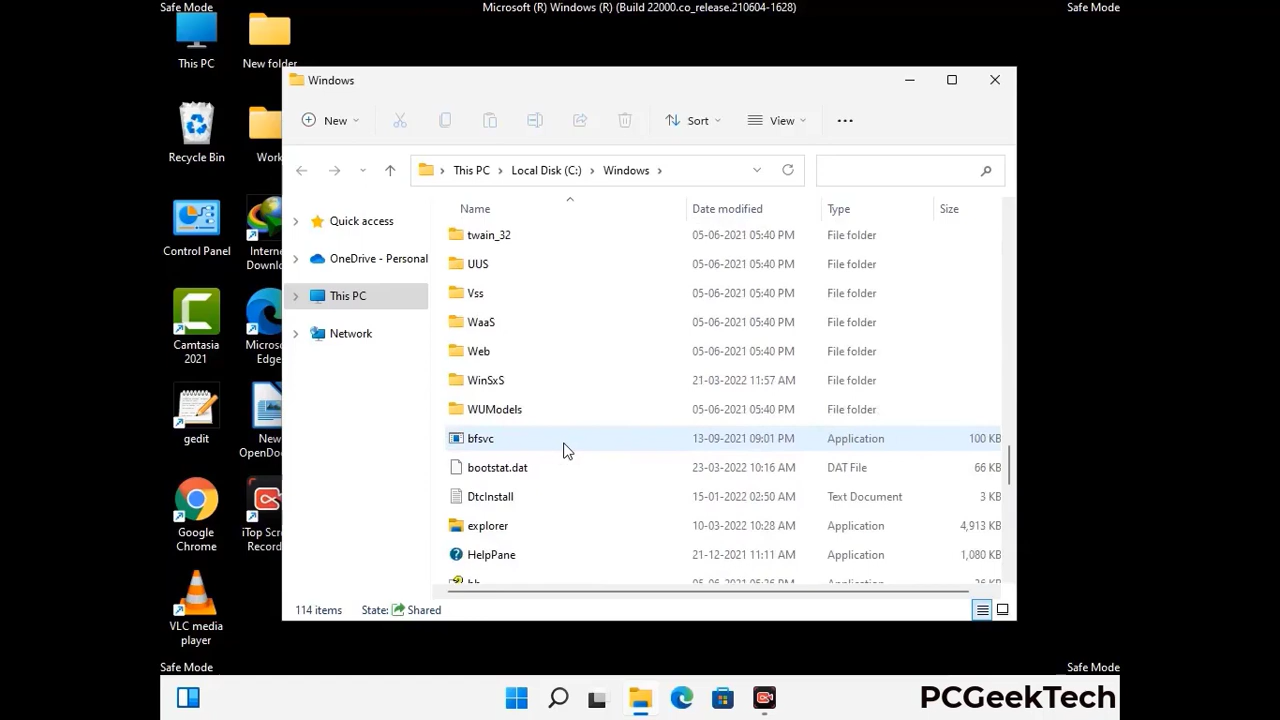 Safe Mode
Microsoft (R) Windows (R) (Build 22000.co_release.210604-1628)
Safe Mode
This PC
New folder
Recycle Bin
Work
Control Panel
Internet
Downlo...
Camtasia
2021
Microso...
Edge
gedit
New
OpenDo...
Google
Chrome
iTop Scre
Record
VLC media
player
Windows
New
Sort
View
This PC
Local Disk (C:)
Windows
Quick access
OneDrive - Personal
This PC
Network
Name Date modified Type Size
twain_32 05-06-2021 05:40 PM File folder
UUS 05-06-2021 05:40 PM File folder
Vss 05-06-2021 05:40 PM File folder
WaaS 05-06-2021 05:40 PM File folder
Web 05-06-2021 05:40 PM File folder
WinSxS 21-03-2022 11:57 AM File folder
WUModels 05-06-2021 05:40 PM File folder
bfsvc 13-09-2021 09:01 PM Application 100 KB
bootstat.dat 23-03-2022 10:16 AM DAT File 66 KB
DtcInstall 15-01-2022 02:50 AM Text Document 3 KB
explorer 10-03-2022 10:28 AM Application 4,913 KB
HelpPane 21-12-2021 11:11 AM Application 1,080 KB
114 items State: Shared
Safe Mode
Safe Mode
PCGeekTech